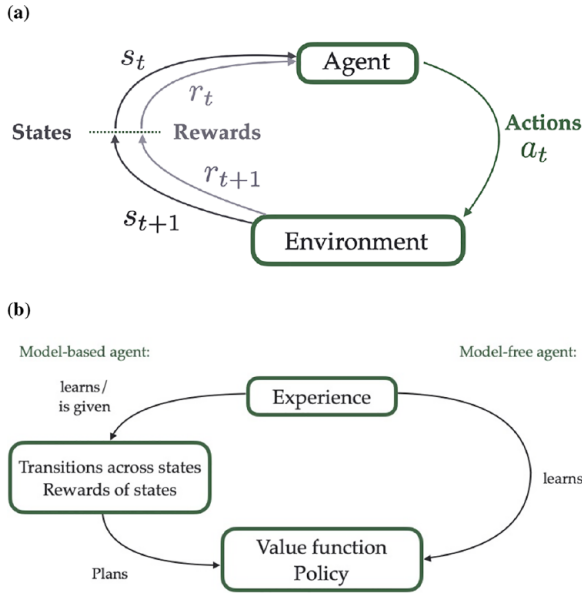 (a)
s_t
Agent
r_t
States
Rewards
Actions
a_t
r_{t+1}
s_{t+1}
Environment
(b)
Model-based agent:
Model-free agent:
learns/
is given
Experience
Transitions across states
Rewards of states
learns
Value function
Policy
Plans